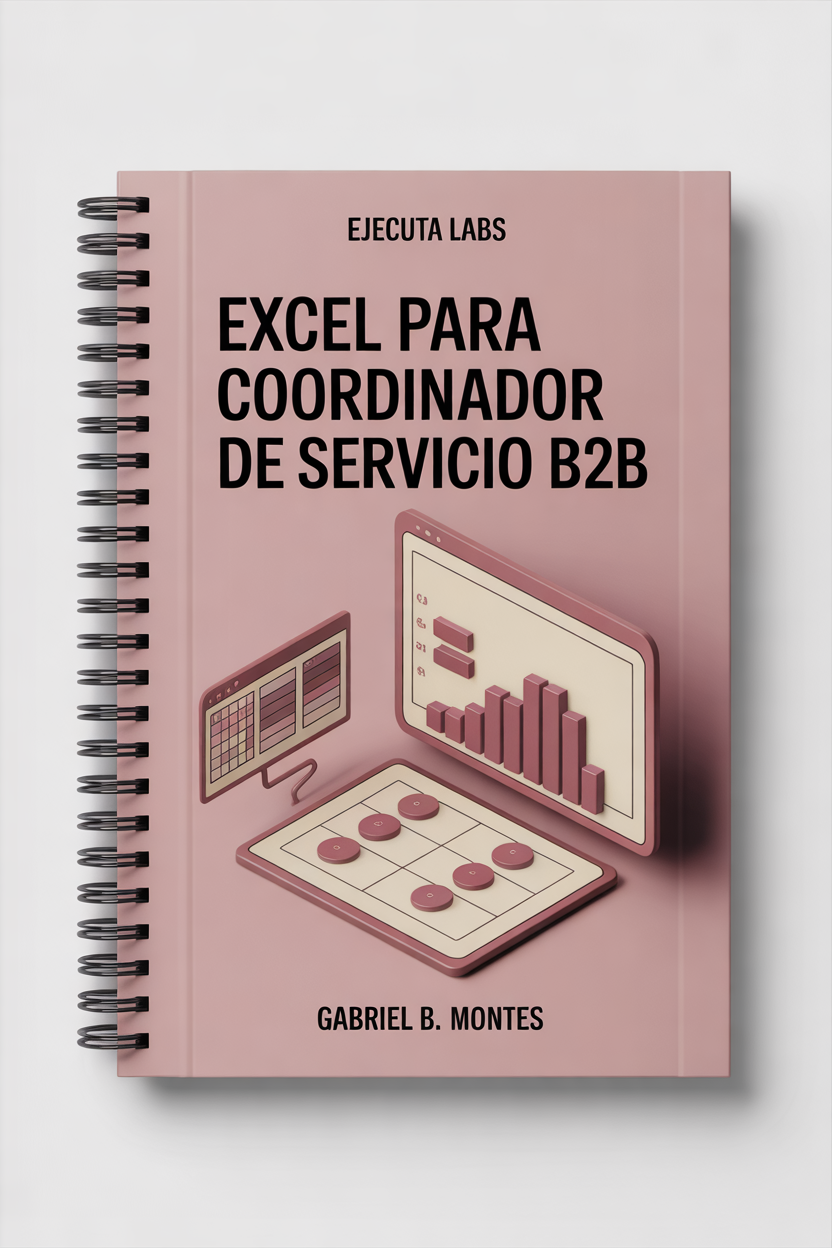 EJECUTA LABS
EXCEL PARA
COORDINADOR
DE SERVICIO B2B
GABRIEL B. MONTES